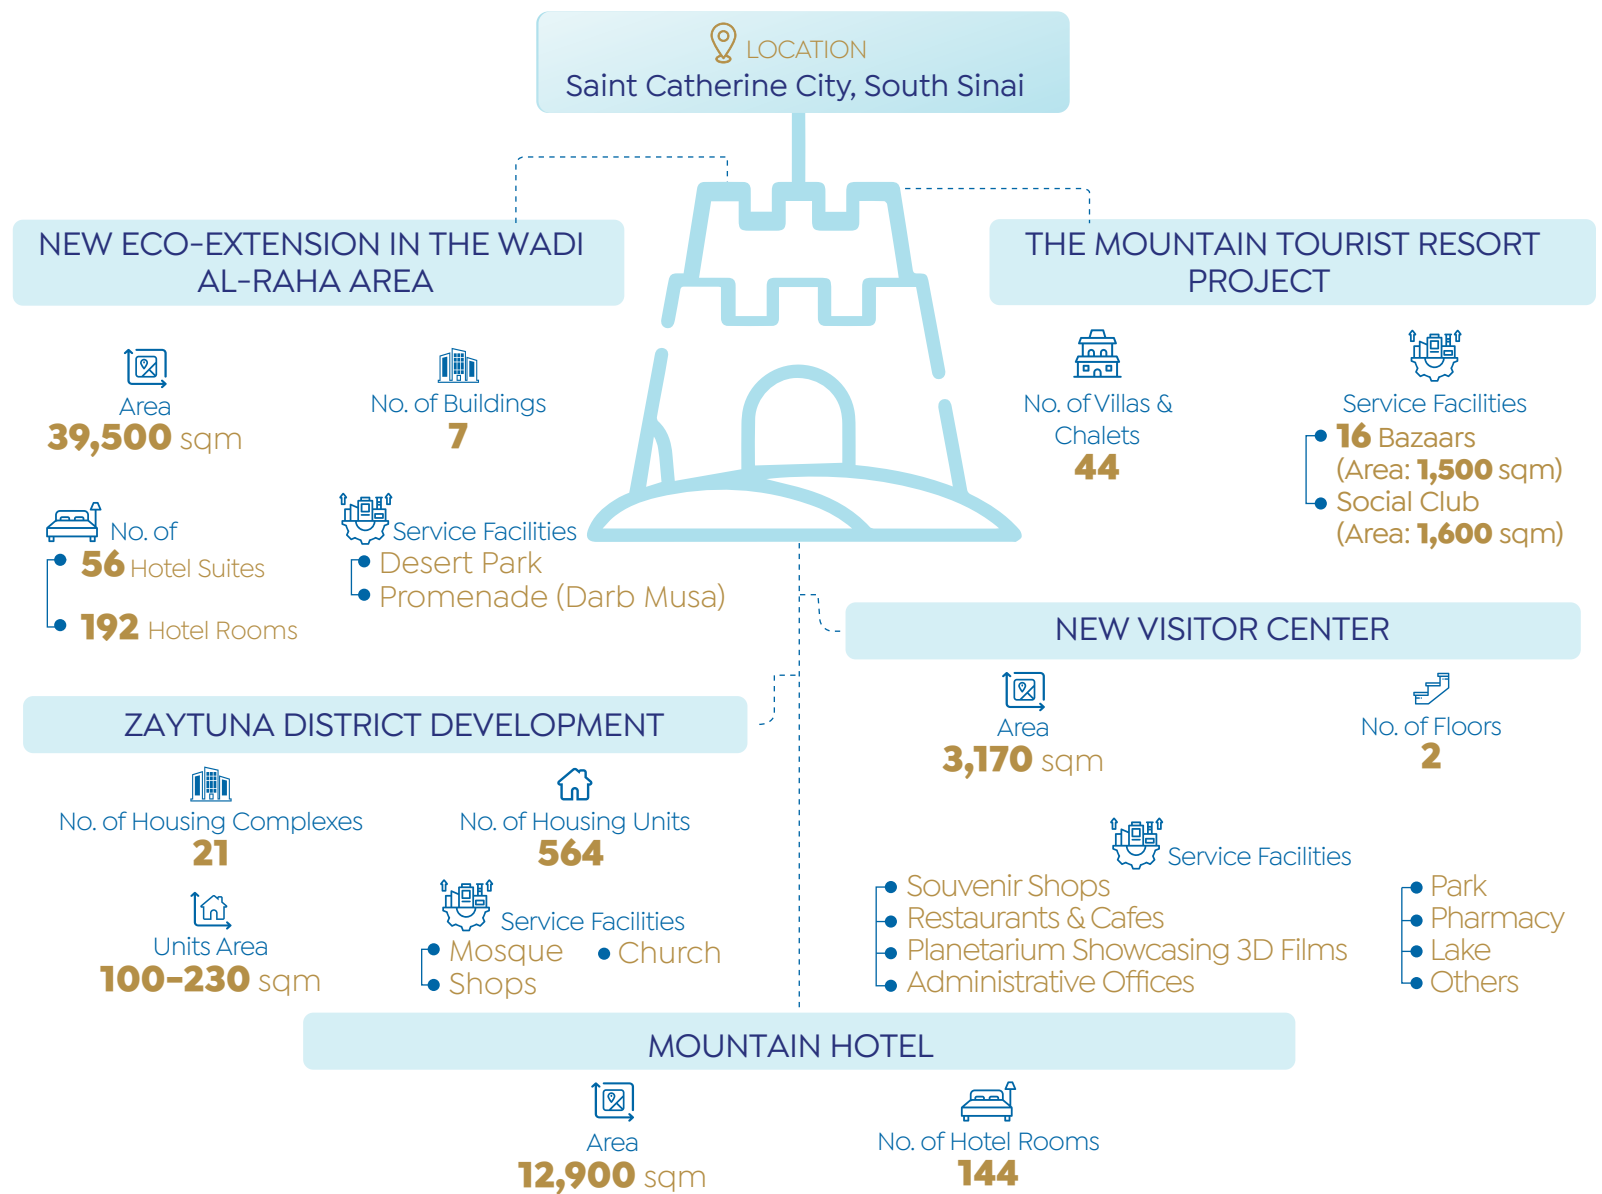 LOCATION
Saint Catherine City, South Sinai
NEW ECO-EXTENSION IN THE WADI
AL-RAHA AREA
Area
39,500 sqm
No. of Buildings
7
No. of
56 Hotel Suites
192 Hotel Rooms
Service Facilities
Desert Park
Promenade (Darb Musa)
THE MOUNTAIN TOURIST RESORT
PROJECT
No. of Villas &
Chalets
44
Service Facilities
16 Bazaars
(Area: 1,500 sqm)
Social Club
(Area: 1,600 sqm)
NEW VISITOR CENTER
Area
3,170 sqm
No. of Floors
2
Service Facilities
Souvenir Shops
Restaurants & Cafes
Planetarium Showcasing 3D Films
Administrative Offices
Park
Pharmacy
Lake
Others
ZAYTUNA DISTRICT DEVELOPMENT
No. of Housing Complexes
21
No. of Housing Units
564
Units Area
100-230 sqm
Service Facilities
Mosque
Church
Shops
MOUNTAIN HOTEL
Area
12,900 sqm
No. of Hotel Rooms
144